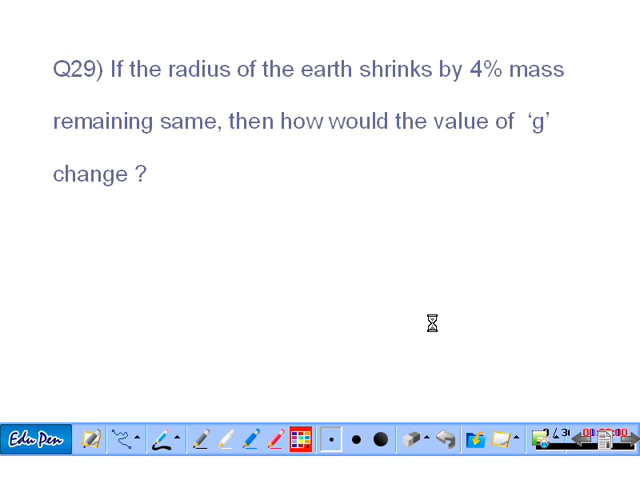 Q29) If the radius of the earth shrinks by 4% mass
remaining same, then how would the value of ‘g’
change ?
Edu Pen